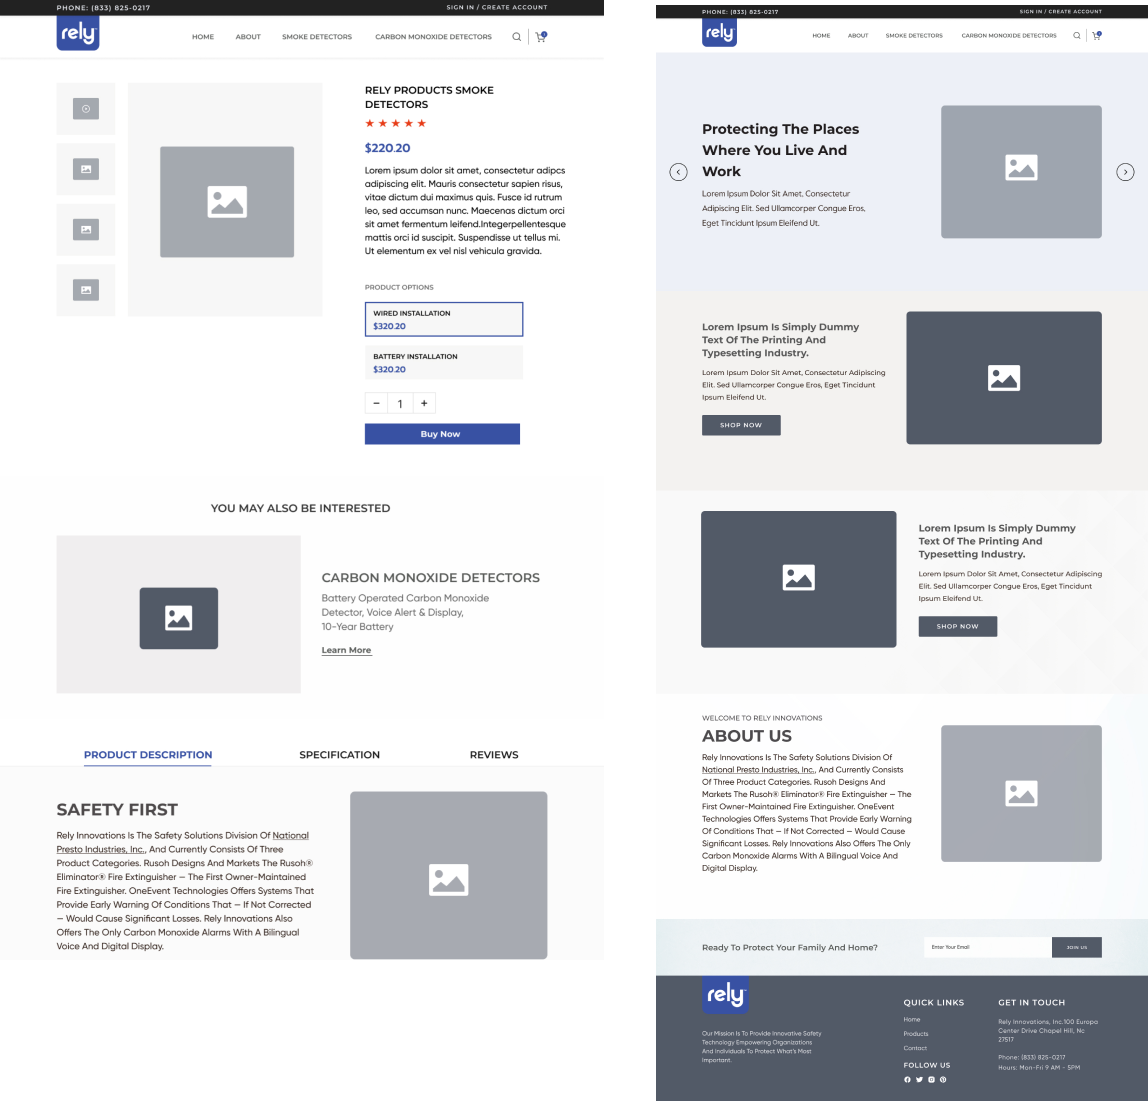 PHONE: (833) 825-0217
SIGN IN / CREATE ACCOUNT
rely
HOME
ABOUT
SMOKE DETECTORS
CARBON MONOXIDE DETECTORS
RELY PRODUCTS SMOKE
DETECTORS
$220.20
Lorem ipsum dolor sit amet, consectetur adipcs
adipiscing elit. Mauris consectetur sapien risus,
vitae dictum dui maximus quis. Fusce id rutrum
leo, sed accumsan nunc. Maecenas dictum orci
sit amet fermentum leifend.Integerpellentesque
mattis orci id suscipit. Suspendisse ut tellus mi.
Ut elementum ex vel nisl vehicula gravida.
PRODUCT OPTIONS
WIRED INSTALLATION
$320.20
BATTERY INSTALLATION
$320.20
− 1 +
Buy Now
YOU MAY ALSO BE INTERESTED
CARBON MONOXIDE DETECTORS
Battery Operated Carbon Monoxide
Detector, Voice Alert & Display,
10-Year Battery
Learn More
PRODUCT DESCRIPTION
SPECIFICATION
REVIEWS
SAFETY FIRST
Rely Innovations Is The Safety Solutions Division Of National
Presto Industries, Inc., And Currently Consists Of Three
Product Categories. Rusoh Designs And Markets The Rusoh®
Eliminator® Fire Extinguisher — The First Owner-Maintained
Fire Extinguisher. OneEvent Technologies Offers Systems That
Provide Early Warning Of Conditions That — If Not Corrected
— Would Cause Significant Losses. Rely Innovations Also
Offers The Only Carbon Monoxide Alarms With A Bilingual
Voice And Digital Display.
PHONE: (833) 825-0217
SIGN IN / CREATE ACCOUNT
rely
HOME
ABOUT
SMOKE DETECTORS
CARBON MONOXIDE DETECTORS
Protecting The Places
Where You Live And
Work
Lorem Ipsum Dolor Sit Amet, Consectetur
Adipiscing Elit. Sed Ullamcorper Congue Eros,
Eget Tincidunt Ipsum Eleifend Ut.
Lorem Ipsum Is Simply Dummy
Text Of The Printing And
Typesetting Industry.
Lorem Ipsum Dolor Sit Amet, Consectetur Adipiscing
Elit. Sed Ullamcorper Congue Eros, Eget Tincidunt
Ipsum Eleifend Ut.
SHOP NOW
Lorem Ipsum Is Simply Dummy
Text Of The Printing And
Typesetting Industry.
Lorem Ipsum Dolor Sit Amet, Consectetur Adipiscing
Elit. Sed Ullamcorper Congue Eros, Eget Tincidunt
Ipsum Eleifend Ut.
SHOP NOW
WELCOME TO RELY INNOVATIONS
ABOUT US
Rely Innovations Is The Safety Solutions Division Of
National Presto Industries, Inc., And Currently Consists
Of Three Product Categories. Rusoh Designs And
Markets The Rusoh® Eliminator® Fire Extinguisher — The
First Owner-Maintained Fire Extinguisher. OneEvent
Technologies Offers Systems That Provide Early Warning
Of Conditions That — If Not Corrected — Would Cause
Significant Losses. Rely Innovations Also Offers The Only
Carbon Monoxide Alarms With A Bilingual Voice And
Digital Display.
Ready To Protect Your Family And Home?
Enter Your Email
JOIN US
rely
Our Mission Is To Provide Innovative Safety
Technology Empowering Organizations
And Individuals To Protect What's Most
Important.
QUICK LINKS
Home
Products
Contact
FOLLOW US
GET IN TOUCH
Rely Innovations, Inc.100 Europa
Center Drive Chapel Hill, Nc
27517
Phone: (833) 825-0217
Hours: Mon-Fri 9 AM - 5PM